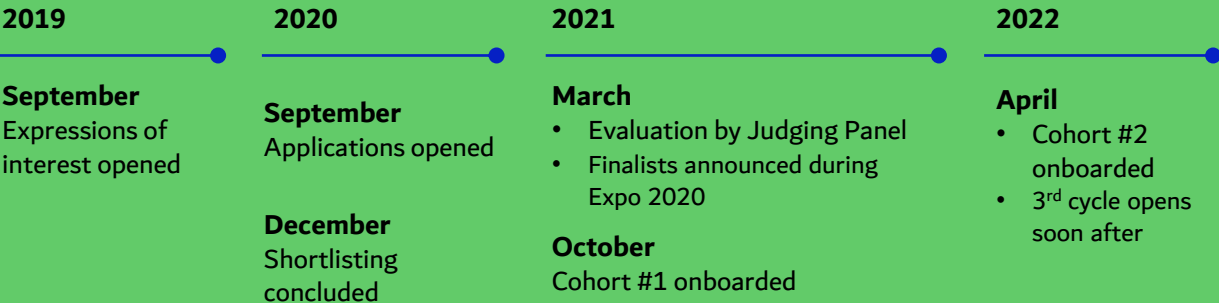 2019
September
Expressions of
interest opened
2020
September
Applications opened
December
Shortlisting
concluded
2021
March
• Evaluation by Judging Panel
• Finalists announced during
Expo 2020
October
Cohort #1 onboarded
2022
April
• Cohort #2
onboarded
• 3rd cycle opens
soon after